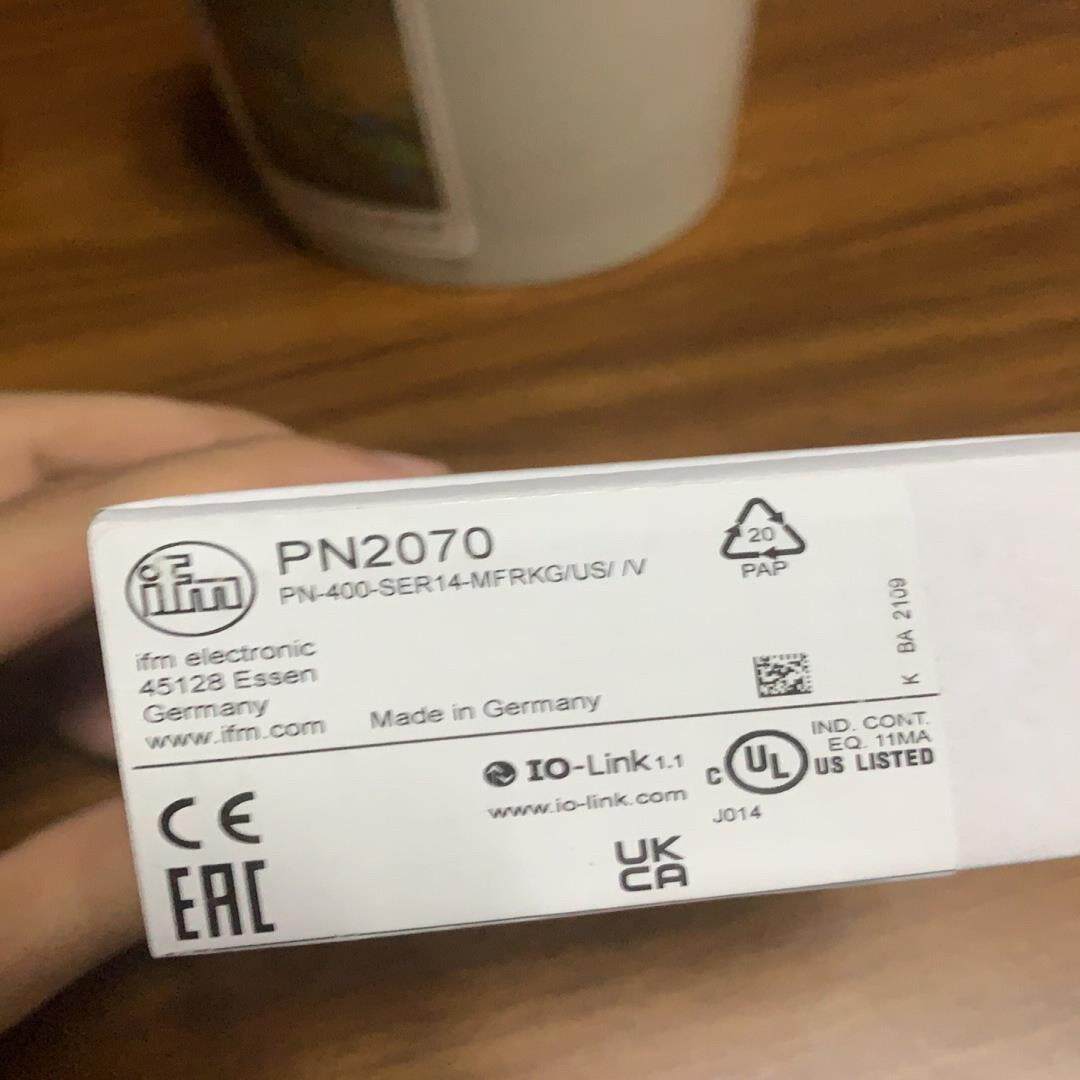 ifm
PN2070
PN-400-SER14-MFRKG/US/ /V
20
PAP
ifm electronic
45128 Essen
Germany
www.ifm.com
Made in Germany
K BA 2109
IO-Link 1.1
www.io-link.com
C UL US LISTED
IND. CONT.
EQ. 11MA
J014
CE
EAC
UK
CA